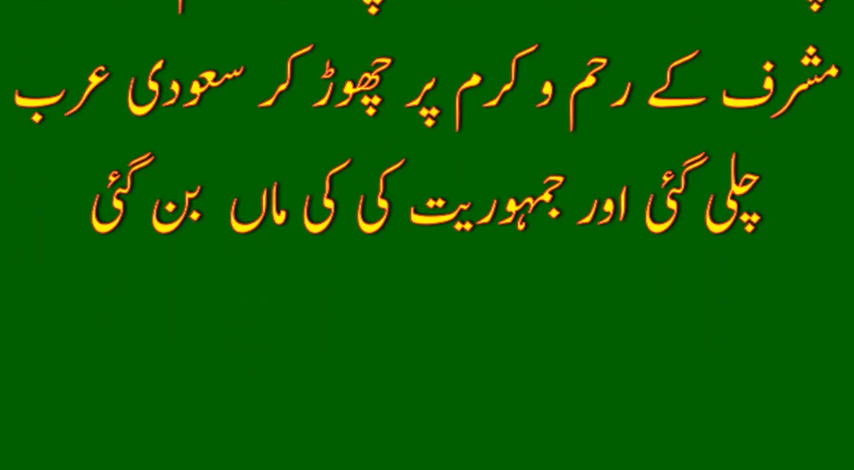 مشرف کے رحم و کرم پر چھوڑ کر سعودی عرب
چلی گئی اور جمہوریت کی کی ماں بن گئی